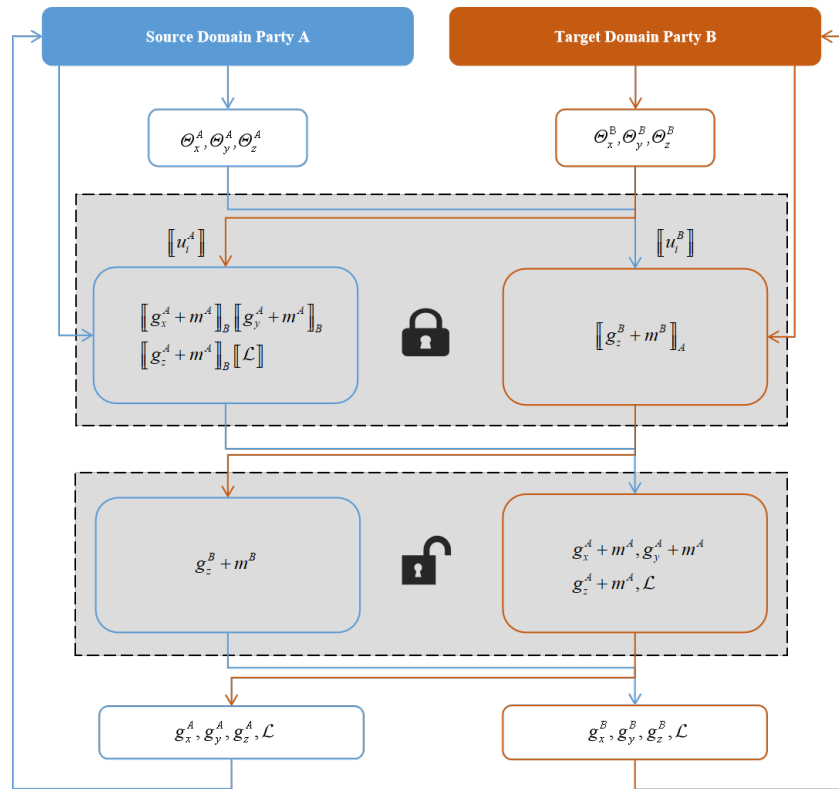 Source Domain Party A
Target Domain Party B
Θ_x^A, Θ_y^A, Θ_z^A
Θ_x^B, Θ_y^B, Θ_z^B
⟦u_i^A⟧
⟦u_i^B⟧
⟦g_x^A + m^A⟧_B ⟦g_y^A + m^A⟧_B
⟦g_z^A + m^A⟧_B ⟦ℒ⟧
⟦g_z^B + m^B⟧_A
g_z^B + m^B
g_x^A + m^A, g_y^A + m^A
g_z^A + m^A, ℒ
g_x^A, g_y^A, g_z^A, ℒ
g_x^B, g_y^B, g_z^B, ℒ